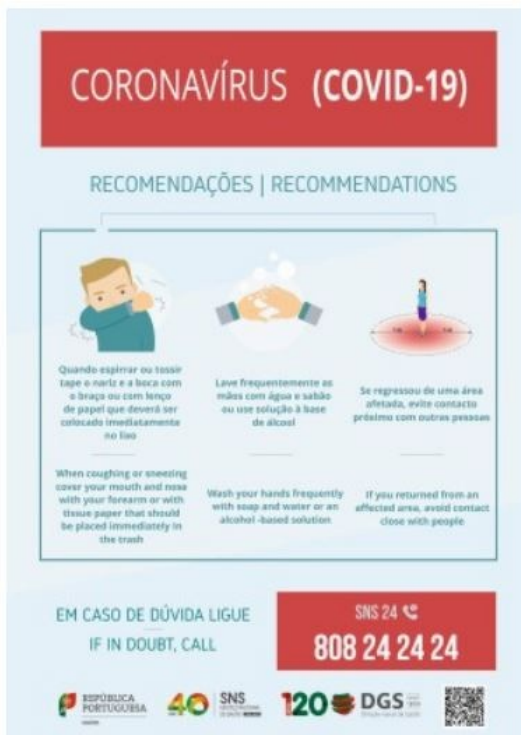 CORONAVÍRUS (COVID-19)
RECOMENDAÇÕES | RECOMMENDATIONS
Quando espirrar ou tossir
tape o nariz e a boca com
o braço ou com lenço
de papel que deverá ser
colocado imediatamente
no lixo
When coughing or sneezing
cover your mouth and nose
with your forearm or with
tissue paper that should
be placed immediately in
the trash
Lave frequentemente as
mãos com água e sabão
ou use solução à base
de álcool
Wash your hands frequently
with soap and water or an
alcohol -based solution
Se regressou de uma área
afetada, evite contacto
próximo com outras pessoas
If you returned from an
affected area, avoid contact
close with people
EM CASO DE DÚVIDA LIGUE
IF IN DOUBT, CALL
SNS 24
808 24 24 24
REPÚBLICA
PORTUGUESA
40
SNS
120
DGS